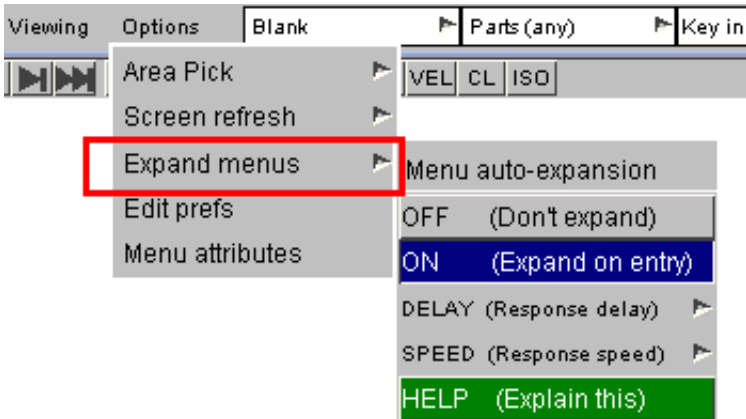 Viewing Options Blank Parts (any) Key in
VEL CL ISO
Area Pick
Screen refresh
Expand menus
Edit prefs
Menu attributes
Menu auto-expansion
OFF (Don't expand)
ON (Expand on entry)
DELAY (Response delay)
SPEED (Response speed)
HELP (Explain this)